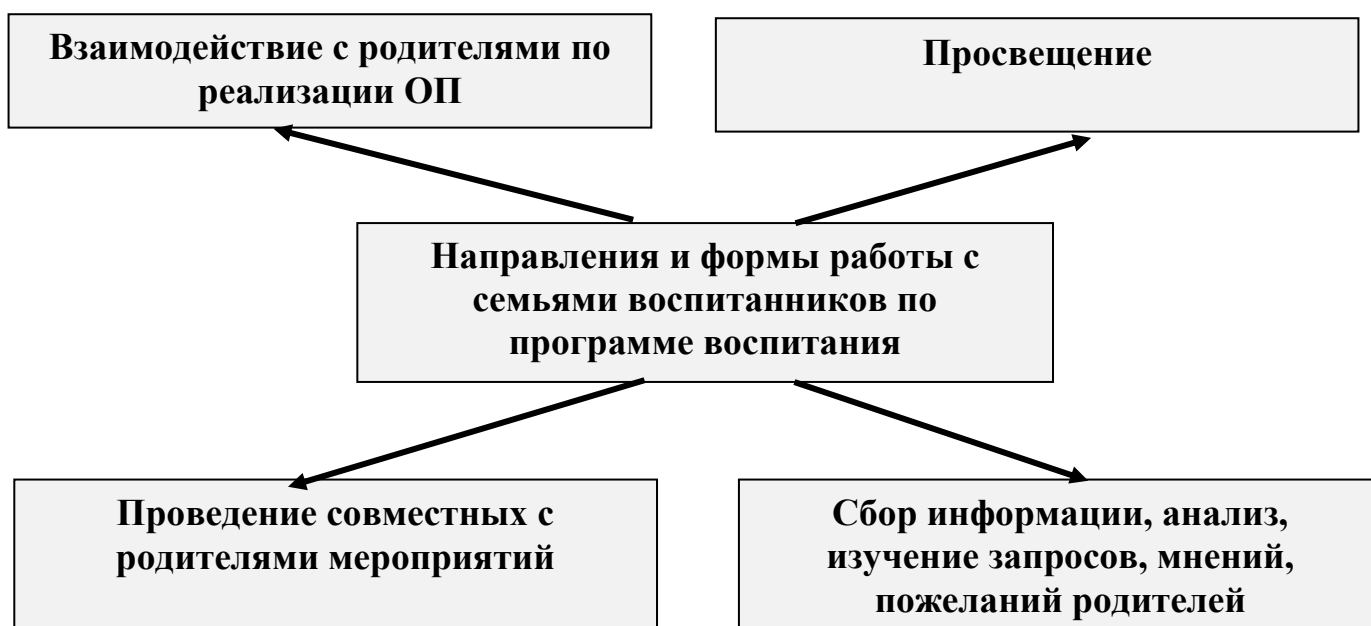 Взаимодействие с родителями по
реализации ОП
Просвещение
Направления и формы работы с
семьями воспитанников по
программе воспитания
Проведение совместных с
родителями мероприятий
Сбор информации, анализ,
изучение запросов, мнений,
пожеланий родителей